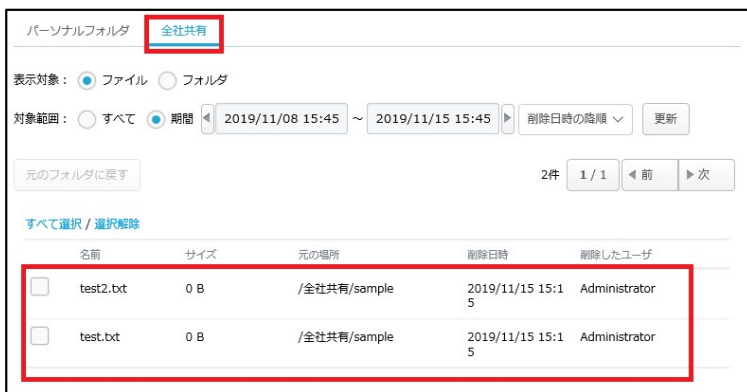 パーソナルフォルダ 全社共有
表示対象： ファイル フォルダ
対象範囲： すべて 期間 2019/11/08 15:45 ～ 2019/11/15 15:45 削除日時の降順 更新
元のフォルダに戻す 2件 1 / 1 前 次
すべて選択 / 選択解除
名前 サイズ 元の場所 削除日時 削除したユーザ
test2.txt 0 B /全社共有/sample 2019/11/15 15:1 Administrator
5
test.txt 0 B /全社共有/sample 2019/11/15 15:1 Administrator
5